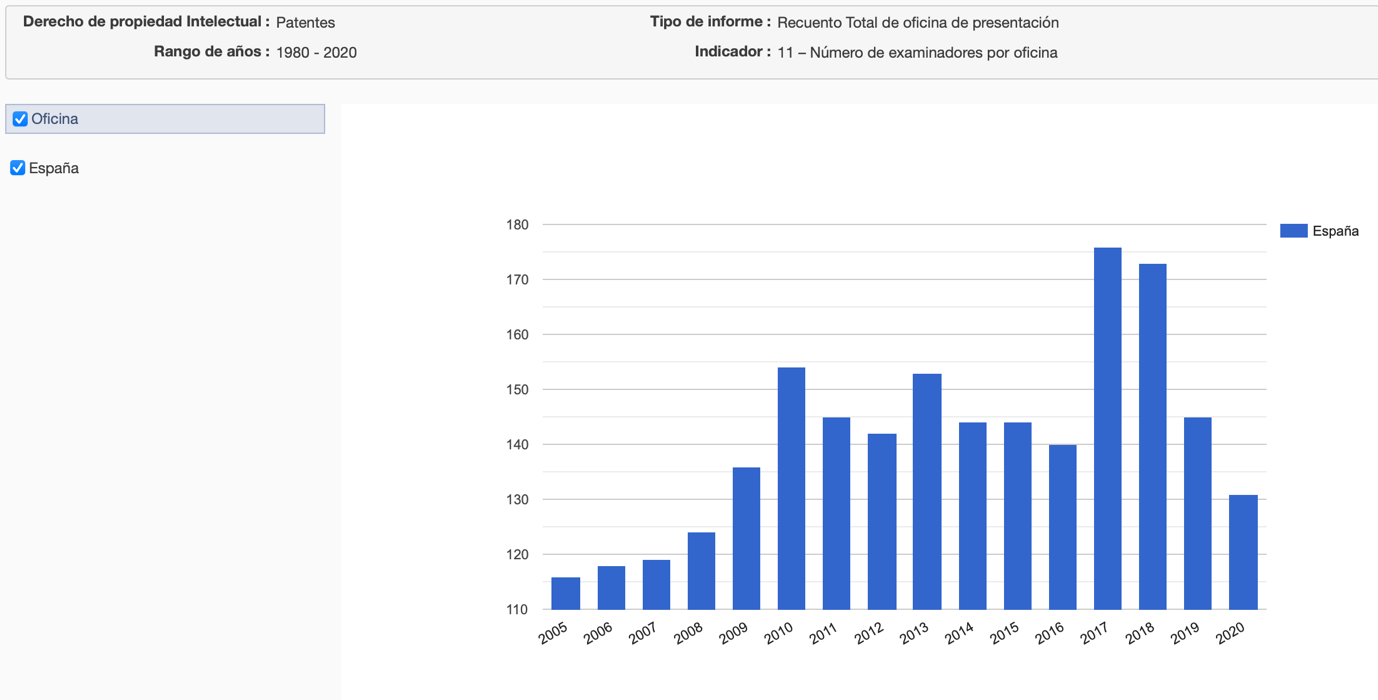 Derecho de propiedad Intelectual : Patentes
Tipo de informe : Recuento Total de oficina de presentación
Rango de años : 1980 - 2020
Indicador : 11 – Número de examinadores por oficina
Oficina
España
180
España
170
160
150
140
130
120
110
2005 2006 2007 2008 2009 2010 2011 2012 2013 2014 2015 2016 2017 2018 2019 2020